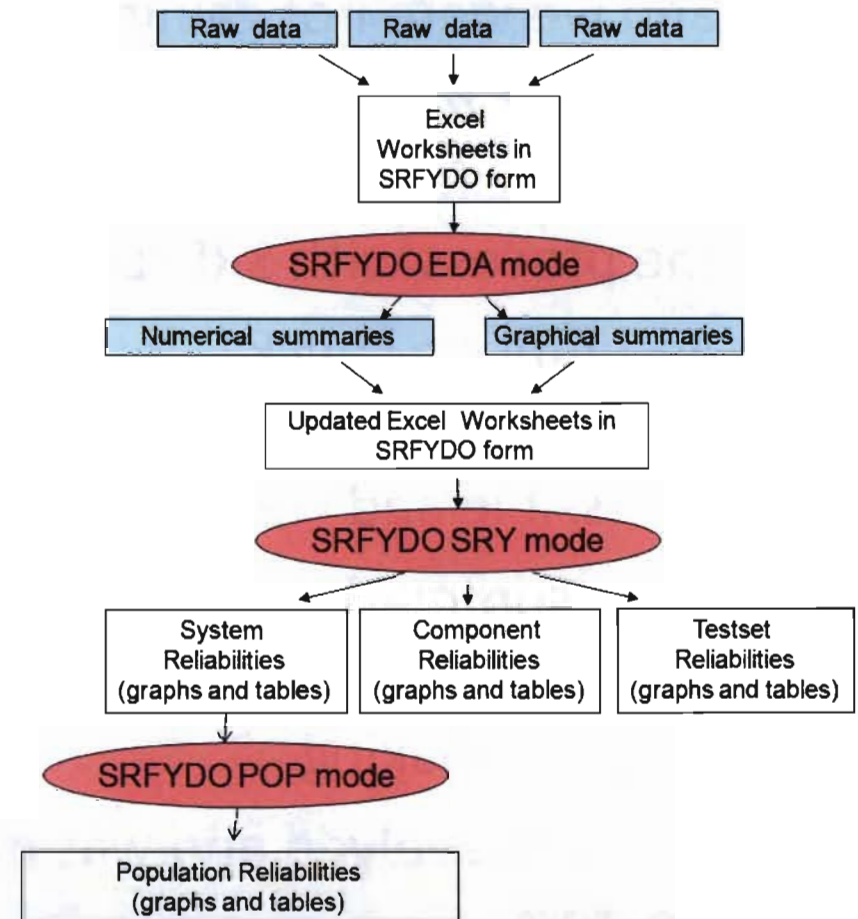 Raw data
Raw data
Raw data
Excel
Worksheets in
SRFYDO form
SRFYDO EDA mode
Numerical summaries
Graphical summaries
Updated Excel Worksheets in
SRFYDO form
SRFYDO SRY mode
System
Reliabilities
(graphs and tables)
Component
Reliabilities
(graphs and tables)
Testset
Reliabilities
(graphs and tables)
SRFYDO POP mode
Population Reliabilities
(graphs and tables)